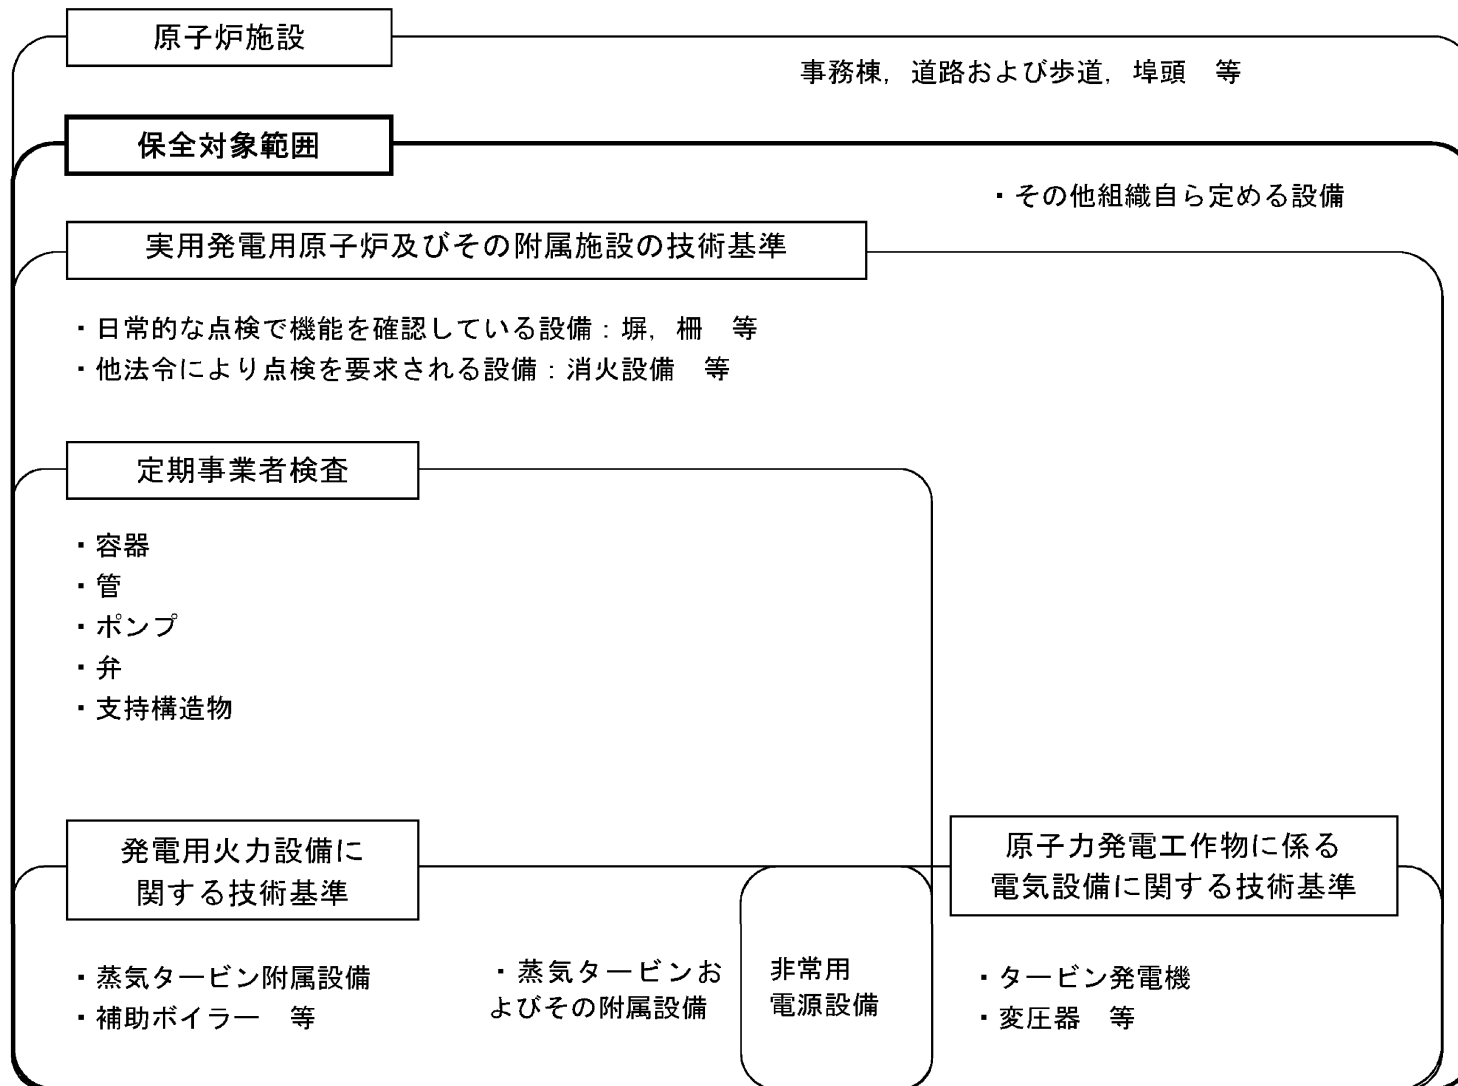 原子炉施設
事務棟, 道路および歩道, 埠頭　等
保全対象範囲
・その他組織自ら定める設備
実用発電用原子炉及びその附属施設の技術基準
・日常的な点検で機能を確認している設備：塀, 柵　等
・他法令により点検を要求される設備：消火設備　等
定期事業者検査
・容器
・管
・ポンプ
・弁
・支持構造物
発電用火力設備に
関する技術基準
原子力発電工作物に係る
電気設備に関する技術基準
・蒸気タービン附属設備
・補助ボイラー　等
・蒸気タービンお
よびその附属設備
非常用
電源設備
・タービン発電機
・変圧器　等